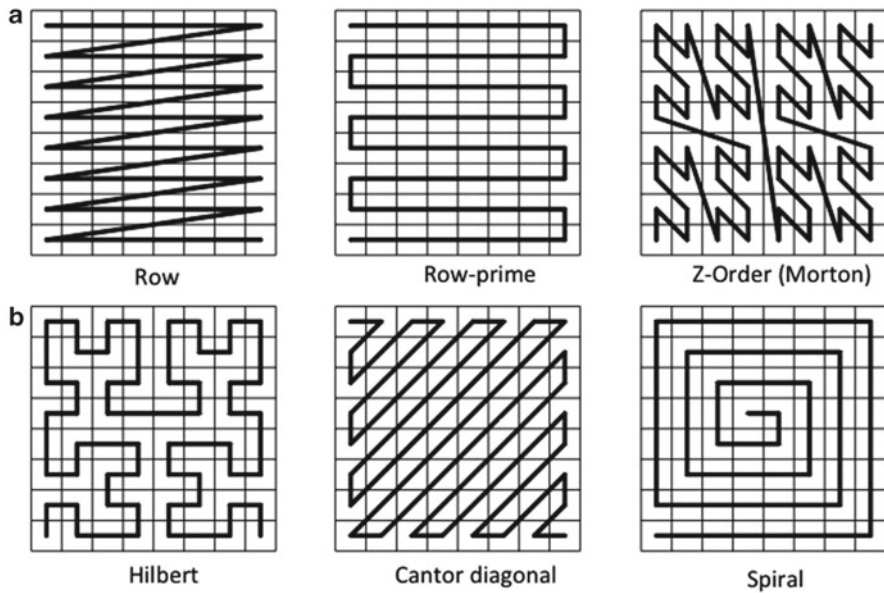 a
Row
Row-prime
Z-Order (Morton)
b
Hilbert
Cantor diagonal
Spiral